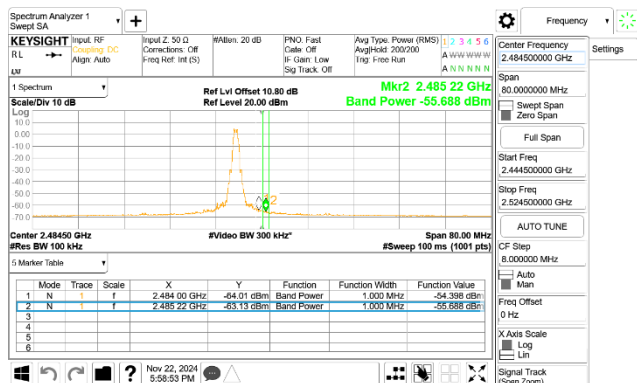 Spectrum Analyzer 1
Swept SA
Frequency
KEYSIGHT
Input: RF
Coupling: DC
Align: Auto
Input Z: 50 Ω
Corrections: Off
Freq Ref: Int (S)
#Atten: 20 dB
PNO: Fast
Gate: Off
IF Gain: Low
Sig Track: Off
Avg Type: Power (RMS)
Avg|Hold: 200/200
Trig: Free Run
1 2 3 4 5 6
A W W W W W
A N N N N N
RL
Center Frequency
2.484500000 GHz
Settings
Span
80.0000000 MHz
Swept Span
Zero Span
Full Span
Start Freq
2.444500000 GHz
Stop Freq
2.524500000 GHz
AUTO TUNE
CF Step
8.000000 MHz
Auto
Man
Freq Offset
0 Hz
X Axis Scale
Log
Lin
Signal Track
(Span Zoom)
1 Spectrum
Scale/Div 10 dB
Ref Lvl Offset 10.80 dB
Ref Level 20.00 dBm
Mkr2 2.485 22 GHz
Band Power -55.688 dBm
Log
10.0
0.00
-10.0
-20.0
-30.0
-40.0
-50.0
-60.0
-70.0
2
Center 2.48450 GHz
#Res BW 100 kHz
#Video BW 300 kHz*
Span 80.00 MHz
#Sweep 100 ms (1001 pts)
5 Marker Table
Mode Trace Scale X Y Function Function Width Function Value
1 N 1 f 2.484 00 GHz -64.01 dBm Band Power 1.000 MHz -54.398 dBm
2 N 1 f 2.485 22 GHz -63.13 dBm Band Power 1.000 MHz -55.688 dBm
3
4
5
6
?
Nov 22, 2024
5:58:53 PM